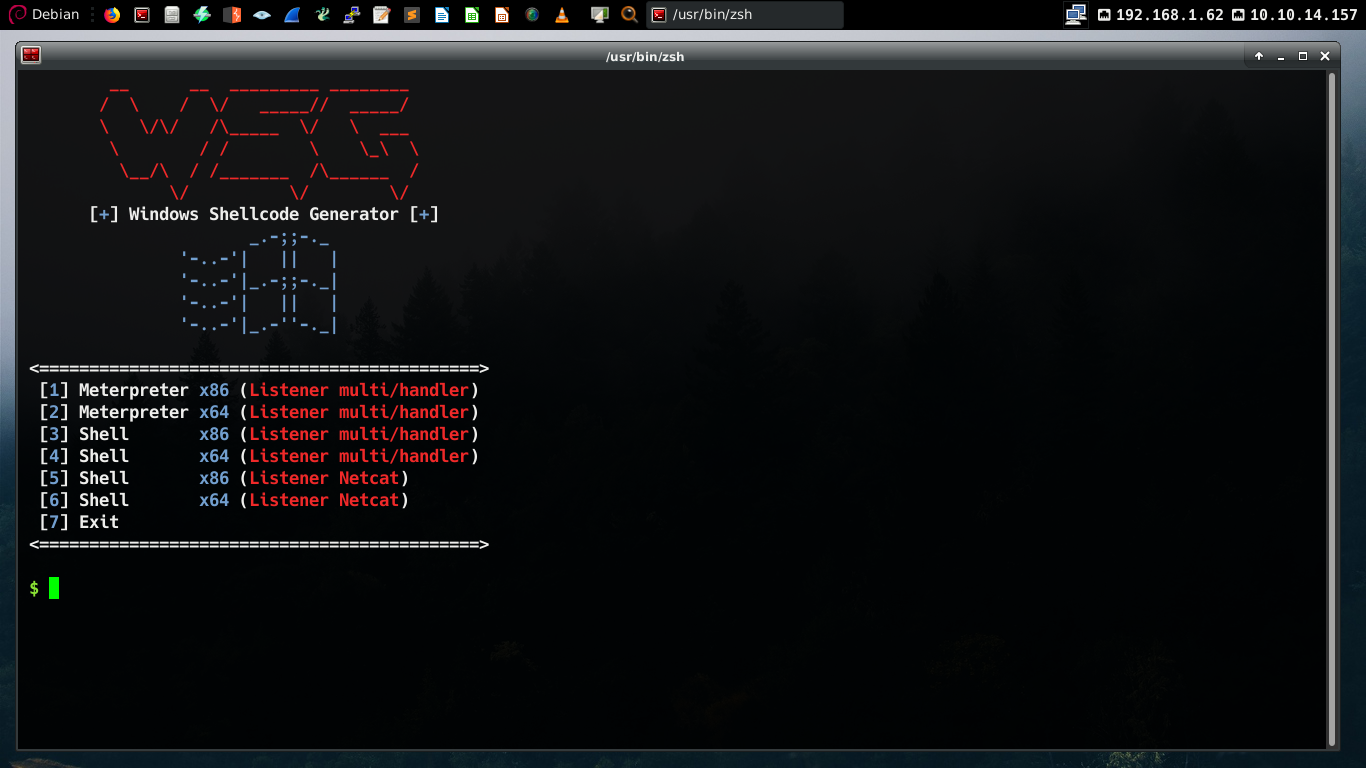 Debian /usr/bin/zsh 192.168.1.62 10.10.14.157
/usr/bin/zsh
WSG
[+] Windows Shellcode Generator [+]
<============================================>
[1] Meterpreter x86 (Listener multi/handler)
[2] Meterpreter x64 (Listener multi/handler)
[3] Shell x86 (Listener multi/handler)
[4] Shell x64 (Listener multi/handler)
[5] Shell x86 (Listener Netcat)
[6] Shell x64 (Listener Netcat)
[7] Exit
<============================================>
$